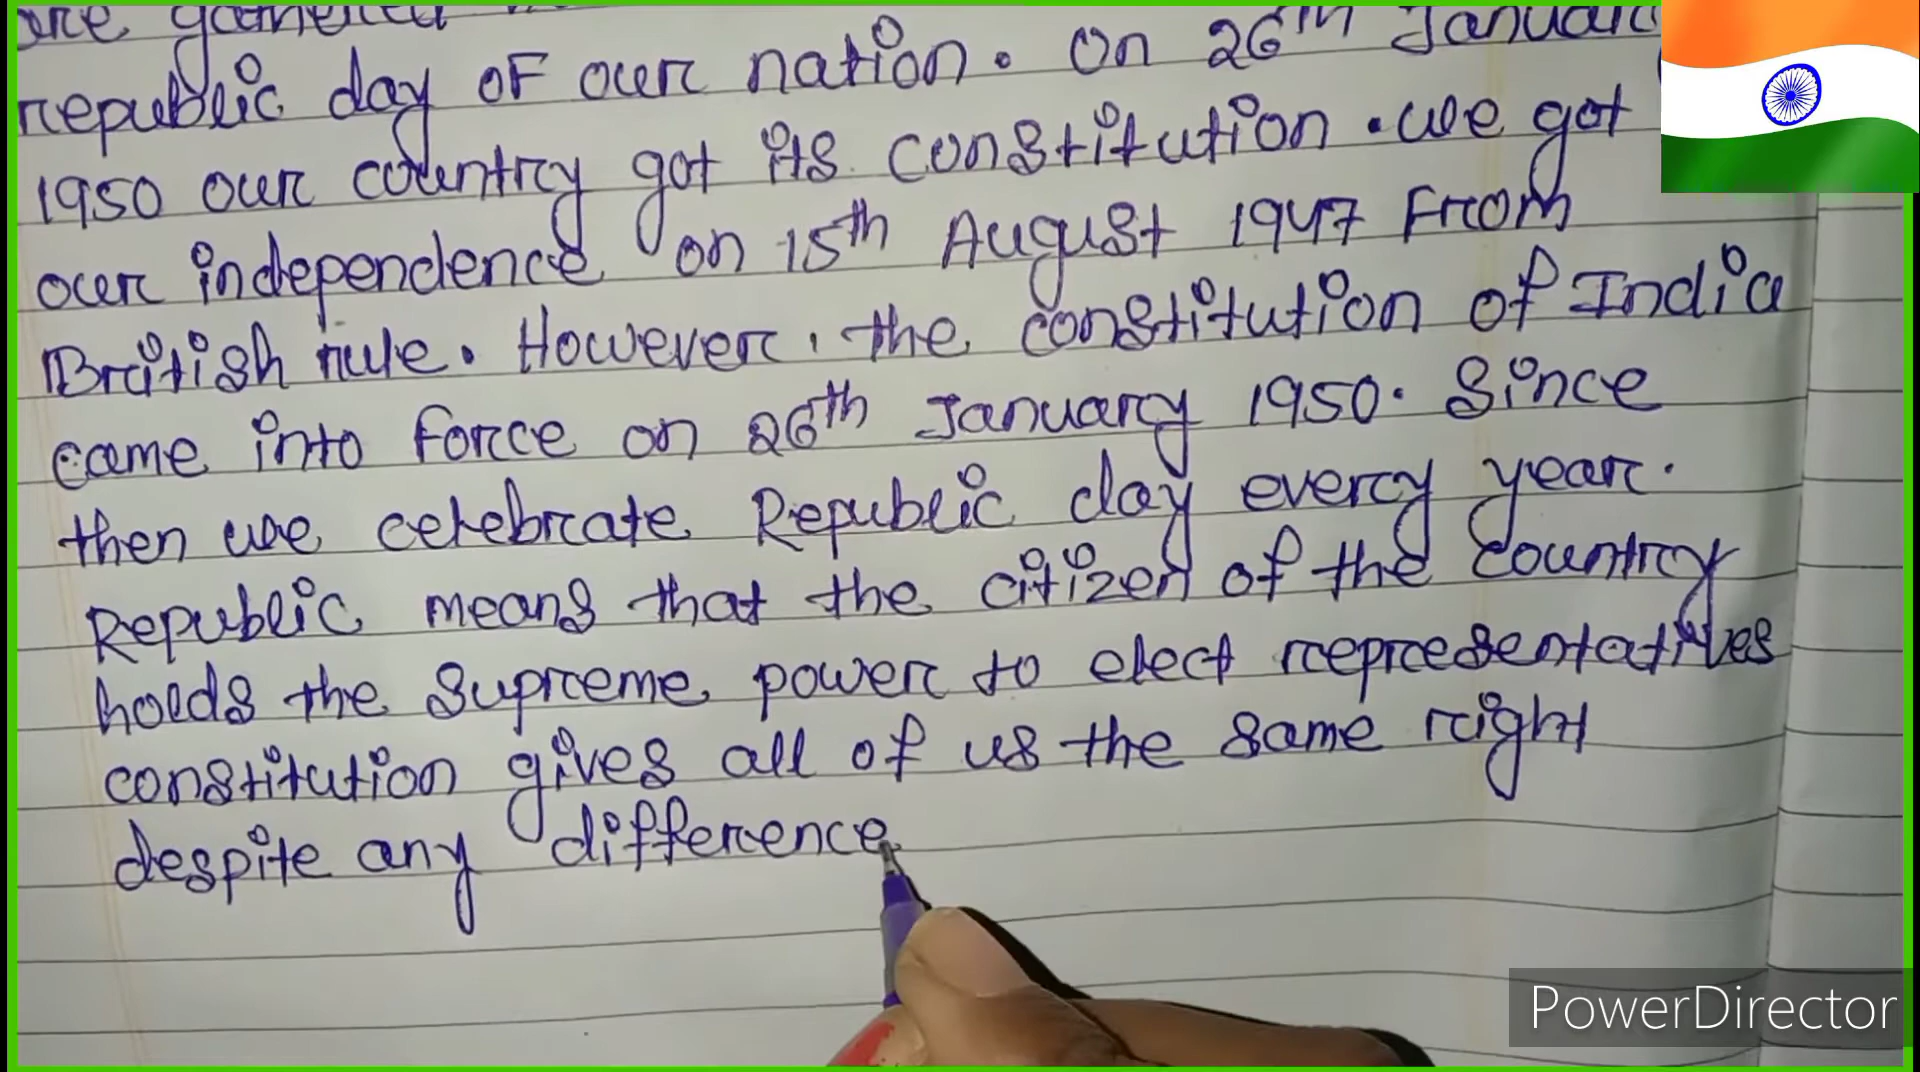 are gathered
republic day of our nation. On 26th January
1950 our country got its constitution. we got
our independence on 15th August 1947 From
British rule. However, the constitution of India
came into force on 26th January 1950. Since
then we celebrate Republic day every year.
Republic means that the citizen of the country
holds the supreme power to elect representatives
constitution gives all of us the same right
despite any difference
PowerDirector